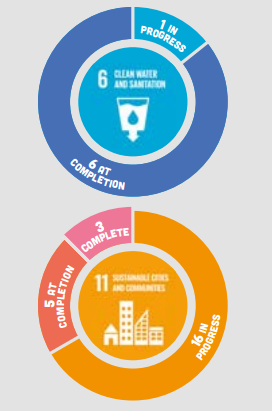 1 IN
PROGRESS
6 CLEAN WATER
AND SANITATION
6 AT
COMPLETION
3
COMPLETE
5 AT
COMPLETION
11 SUSTAINABLE CITIES
AND COMMUNITIES
16 IN
PROGRESS